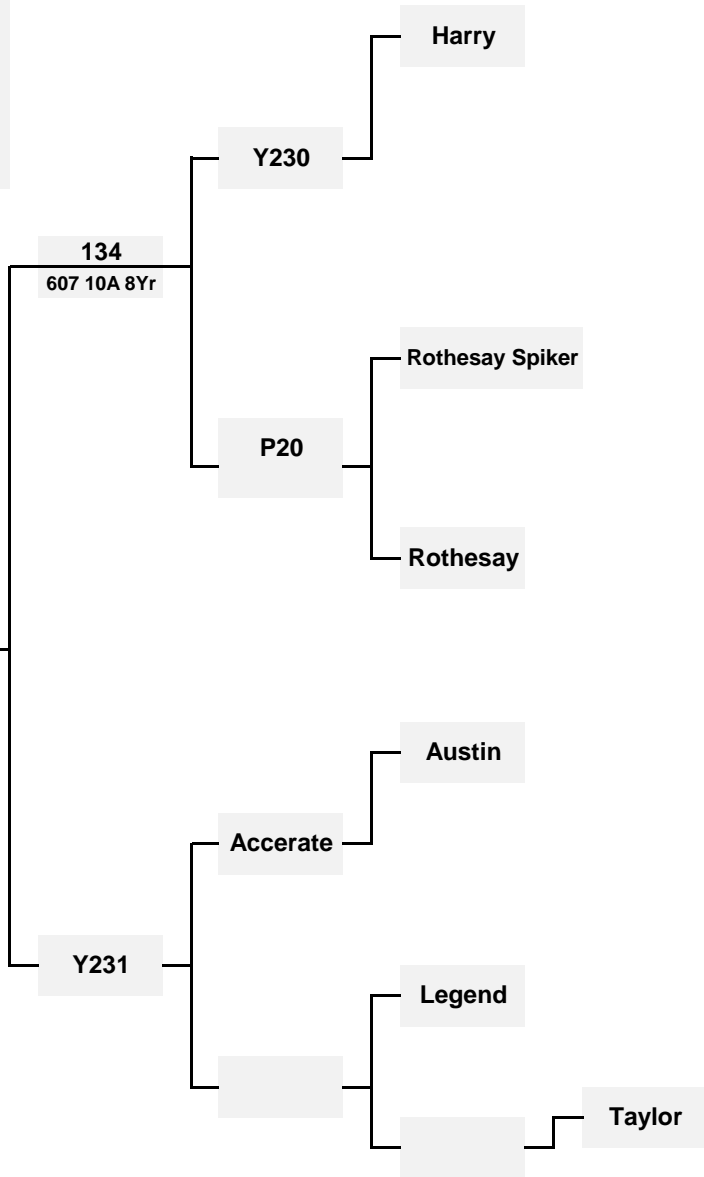 Harry
Y230
134
607 10A 8Yr
Rothesay Spiker
P20
Rothesay
Austin
Accerate
Y231
Legend
Taylor